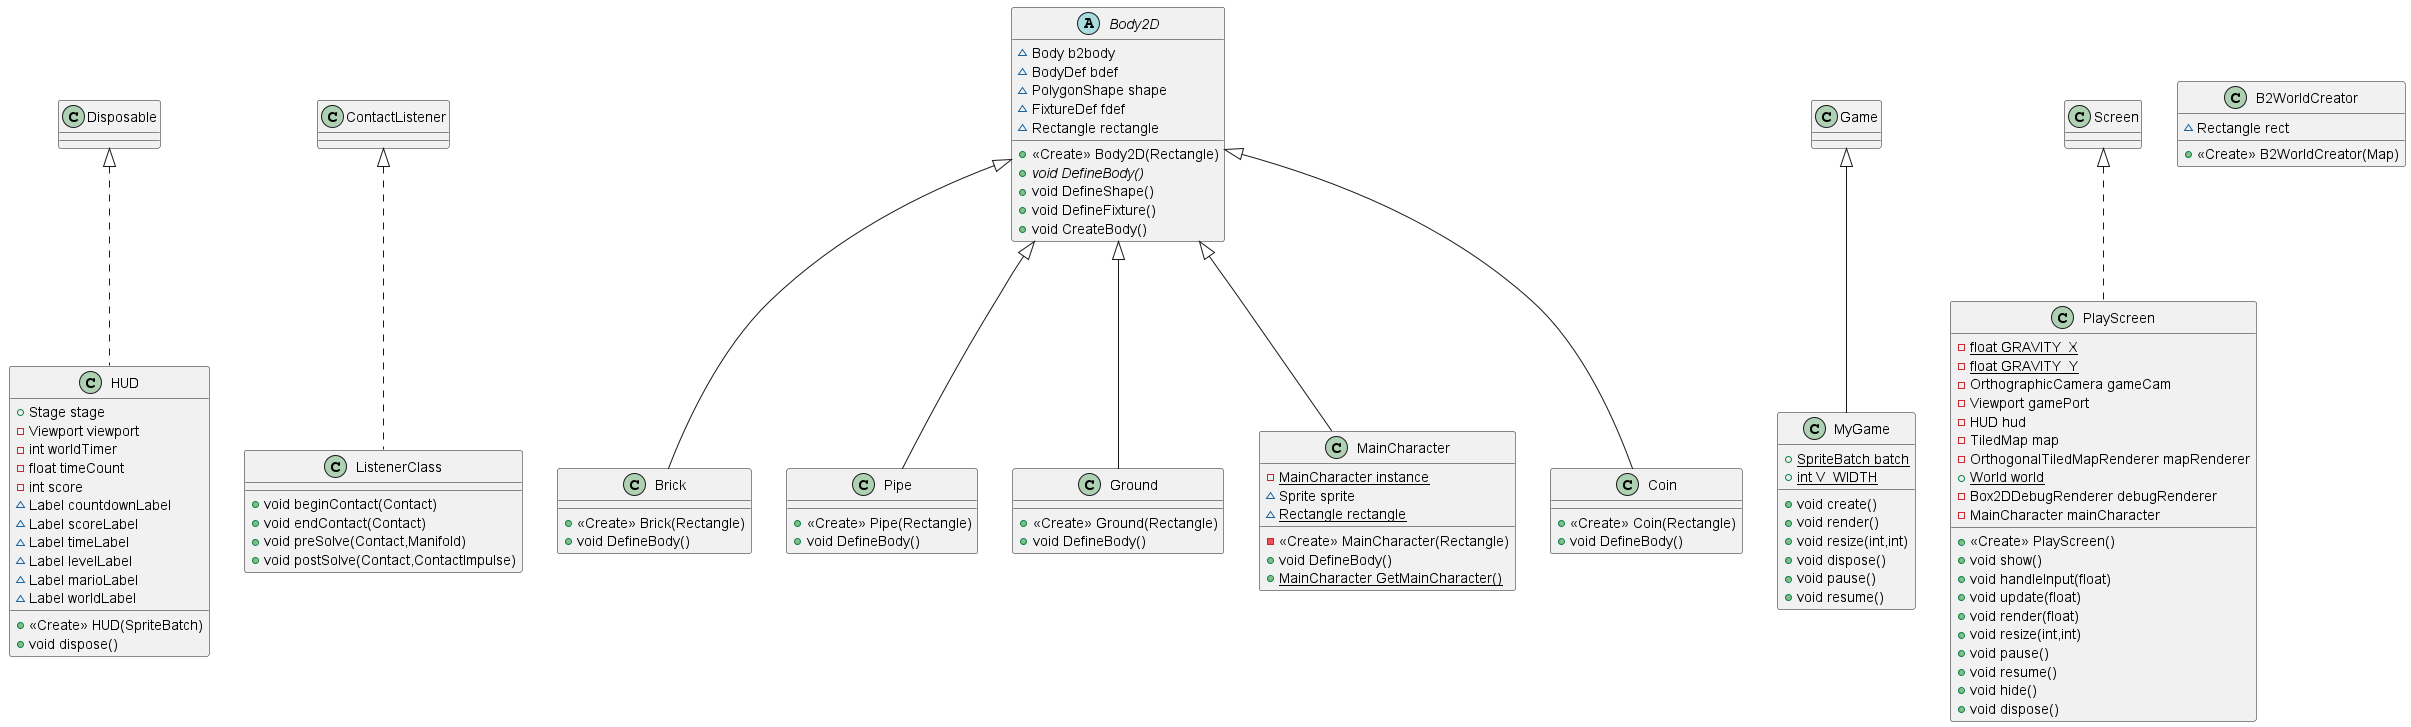 A Body2D
Body b2body
BodyDef bdef
PolygonShape shape
FixtureDef fdef
Rectangle rectangle
«Create» Body2D(Rectangle)
void DefineBody()
void DefineShape()
void DefineFixture()
void CreateBody()
C Disposable
C ContactListener
C Game
C Screen
C B2WorldCreator
Rectangle rect
«Create» B2WorldCreator(Map)
C HUD
Stage stage
Viewport viewport
int worldTimer
float timeCount
int score
Label countdownLabel
Label scoreLabel
Label timeLabel
Label levelLabel
Label marioLabel
Label worldLabel
«Create» HUD(SpriteBatch)
void dispose()
C ListenerClass
void beginContact(Contact)
void endContact(Contact)
void preSolve(Contact,Manifold)
void postSolve(Contact,ContactImpulse)
C Brick
«Create» Brick(Rectangle)
void DefineBody()
C Pipe
«Create» Pipe(Rectangle)
void DefineBody()
C Ground
«Create» Ground(Rectangle)
void DefineBody()
C MainCharacter
MainCharacter instance
Sprite sprite
Rectangle rectangle
«Create» MainCharacter(Rectangle)
void DefineBody()
MainCharacter GetMainCharacter()
C Coin
«Create» Coin(Rectangle)
void DefineBody()
C MyGame
SpriteBatch batch
int V_WIDTH
void create()
void render()
void resize(int,int)
void dispose()
void pause()
void resume()
C PlayScreen
float GRAVITY_X
float GRAVITY_Y
OrthographicCamera gameCam
Viewport gamePort
HUD hud
TiledMap map
OrthogonalTiledMapRenderer mapRenderer
World world
Box2DDebugRenderer debugRenderer
MainCharacter mainCharacter
«Create» PlayScreen()
void show()
void handleInput(float)
void update(float)
void render(float)
void resize(int,int)
void pause()
void resume()
void hide()
void dispose()